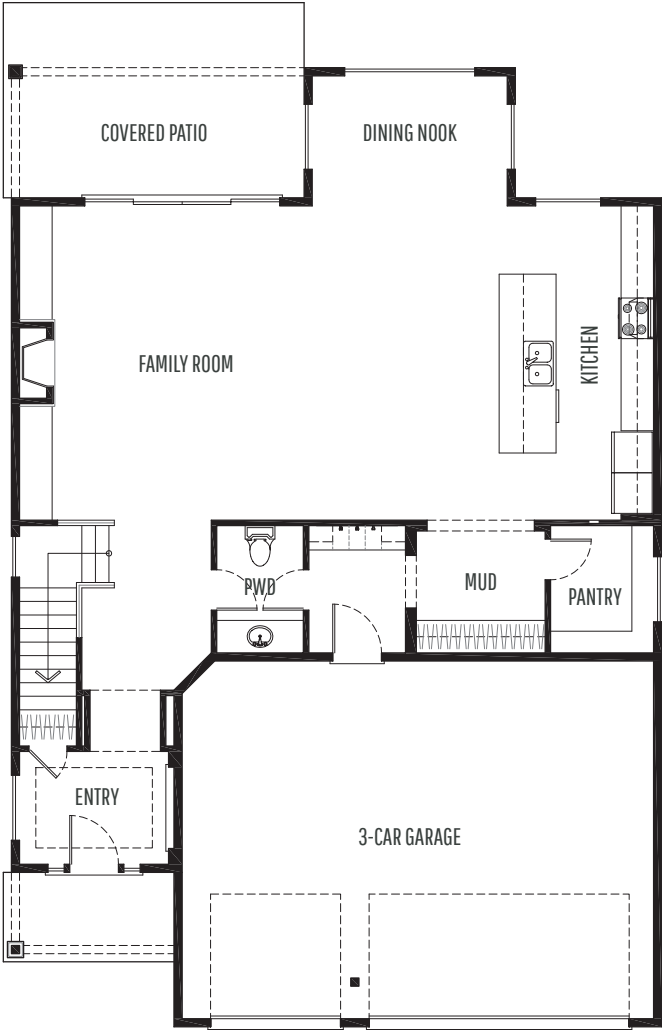 COVERED PATIO
DINING NOOK
FAMILY ROOM
KITCHEN
PWD
MUD
PANTRY
ENTRY
3-CAR GARAGE